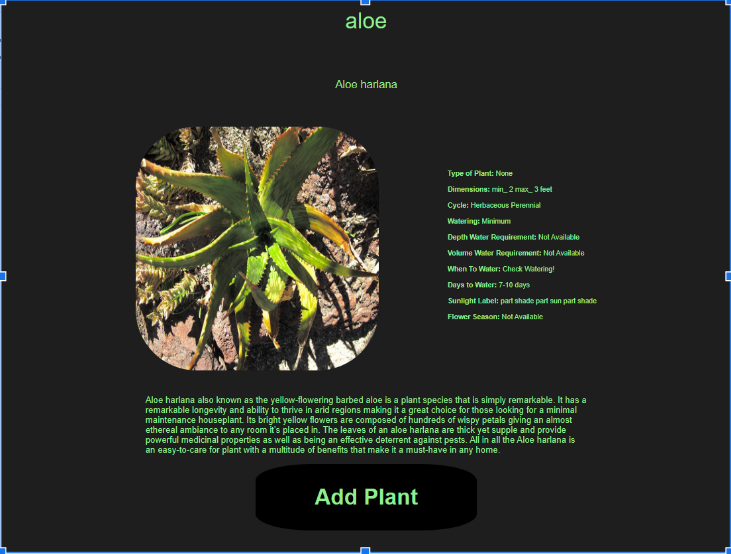 aloe
Aloe harlana
Type of Plant: None
Dimensions: min_ 2 max_ 3 feet
Cycle: Herbaceous Perennial
Watering: Minimum
Depth Water Requirement: Not Available
Volume Water Requirement: Not Available
When To Water: Check Watering!
Days to Water: 7-10 days
Sunlight Label: part shade part sun part shade
Flower Season: Not Available
Aloe harlana also known as the yellow-flowering barbed aloe is a plant species that is simply remarkable. It has a
remarkable longevity and ability to thrive in arid regions making it a great choice for those looking for a minimal
maintenance houseplant. Its bright yellow flowers are composed of hundreds of wispy petals giving an almost
ethereal ambiance to any room it's placed in. The leaves of an aloe harlana are thick yet supple and provide
powerful medicinal properties as well as being an effective deterrent against pests. All in all the Aloe harlana is
an easy-to-care for plant with a multitude of benefits that make it a must-have in any home.
Add Plant